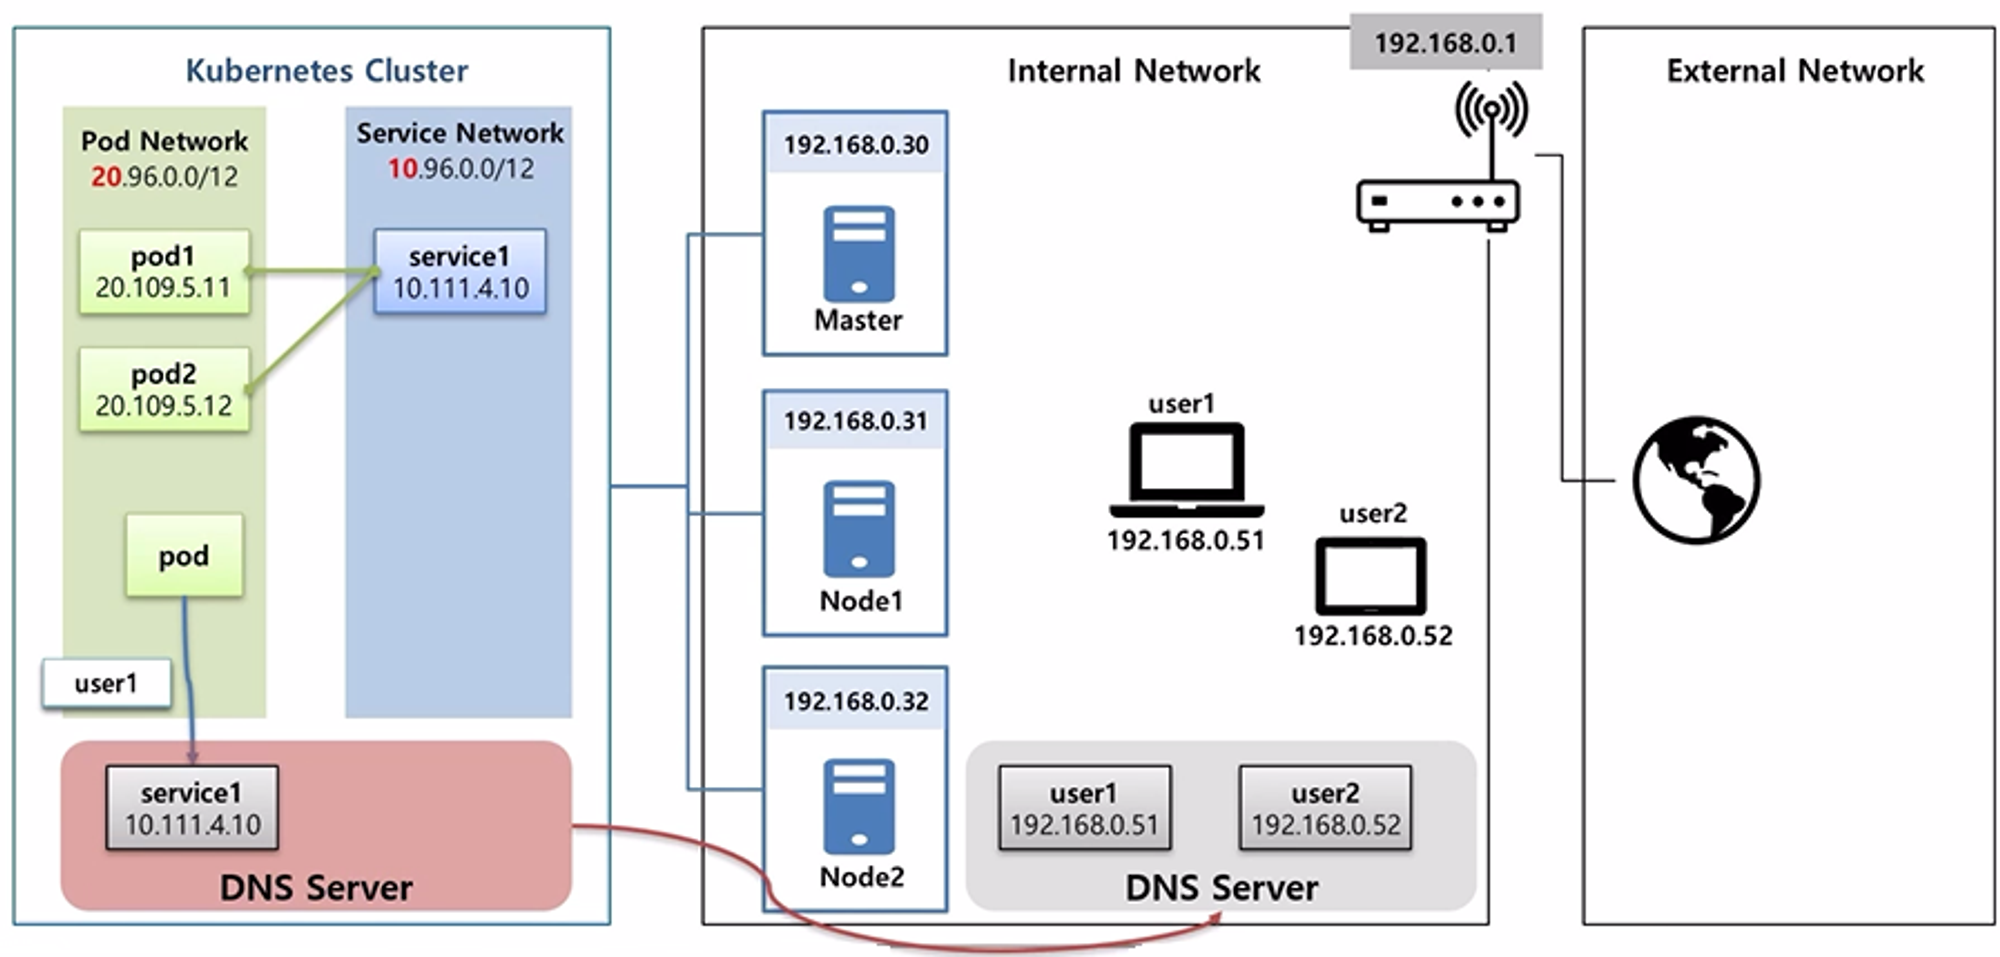 Kubernetes Cluster
Pod Network
20.96.0.0/12
Service Network
10.96.0.0/12
pod1
20.109.5.11
service1
10.111.4.10
pod2
20.109.5.12
pod
user1
service1
10.111.4.10
DNS Server
Internal Network
192.168.0.1
192.168.0.30
Master
192.168.0.31
Node1
192.168.0.32
Node2
user1
192.168.0.51
user2
192.168.0.52
user1
192.168.0.51
user2
192.168.0.52
DNS Server
External Network